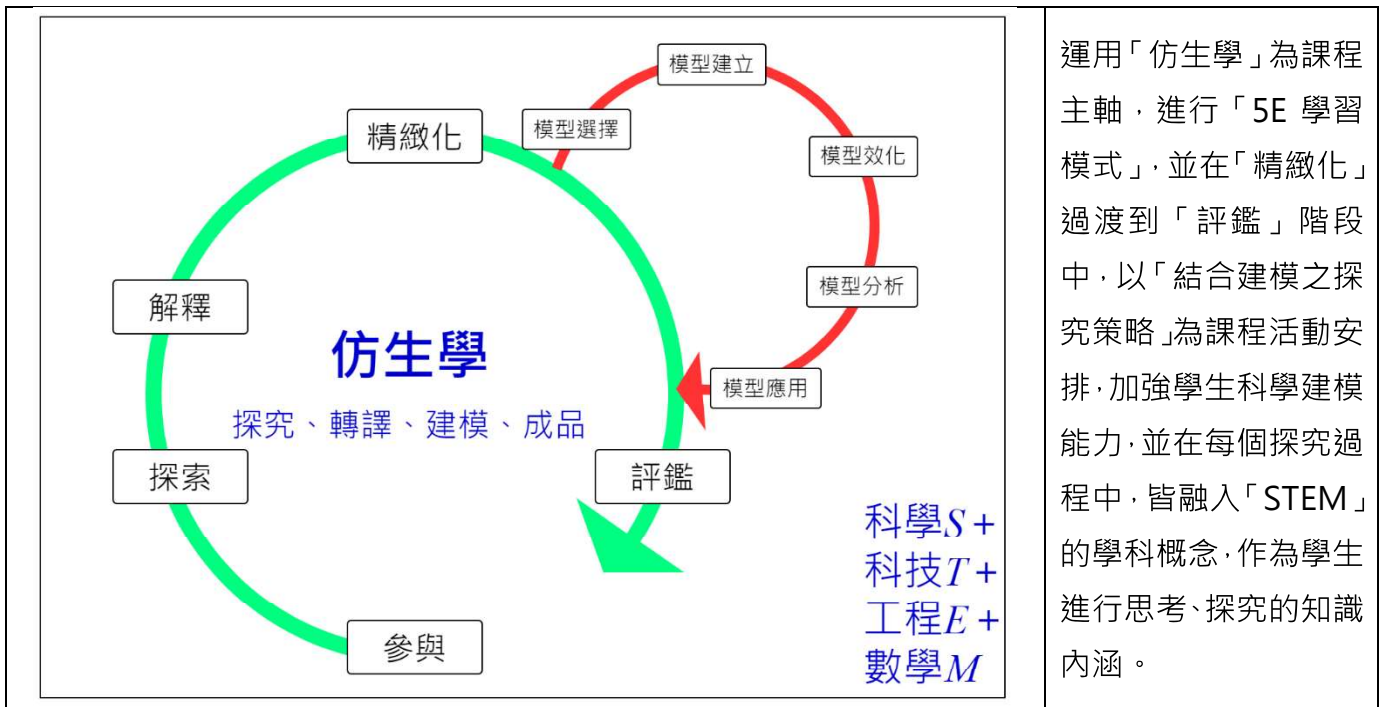 模型建立
模型選擇
精緻化
模型效化
模型分析
解釋
仿生學
模型應用
探究、轉譯、建模、成品
探索
評鑑
科學S+
科技T+
工程E+
數學M
參與
運用「仿生學」為課程
主軸，進行「5E 學習
模式」，並在「精緻化」
過渡到「評鑑」階段
中，以「結合建模之探
究策略」為課程活動安
排，加強學生科學建模
能力，並在每個探究過
程中，皆融入「STEM」
的學科概念，作為學生
進行思考、探究的知識
內涵。